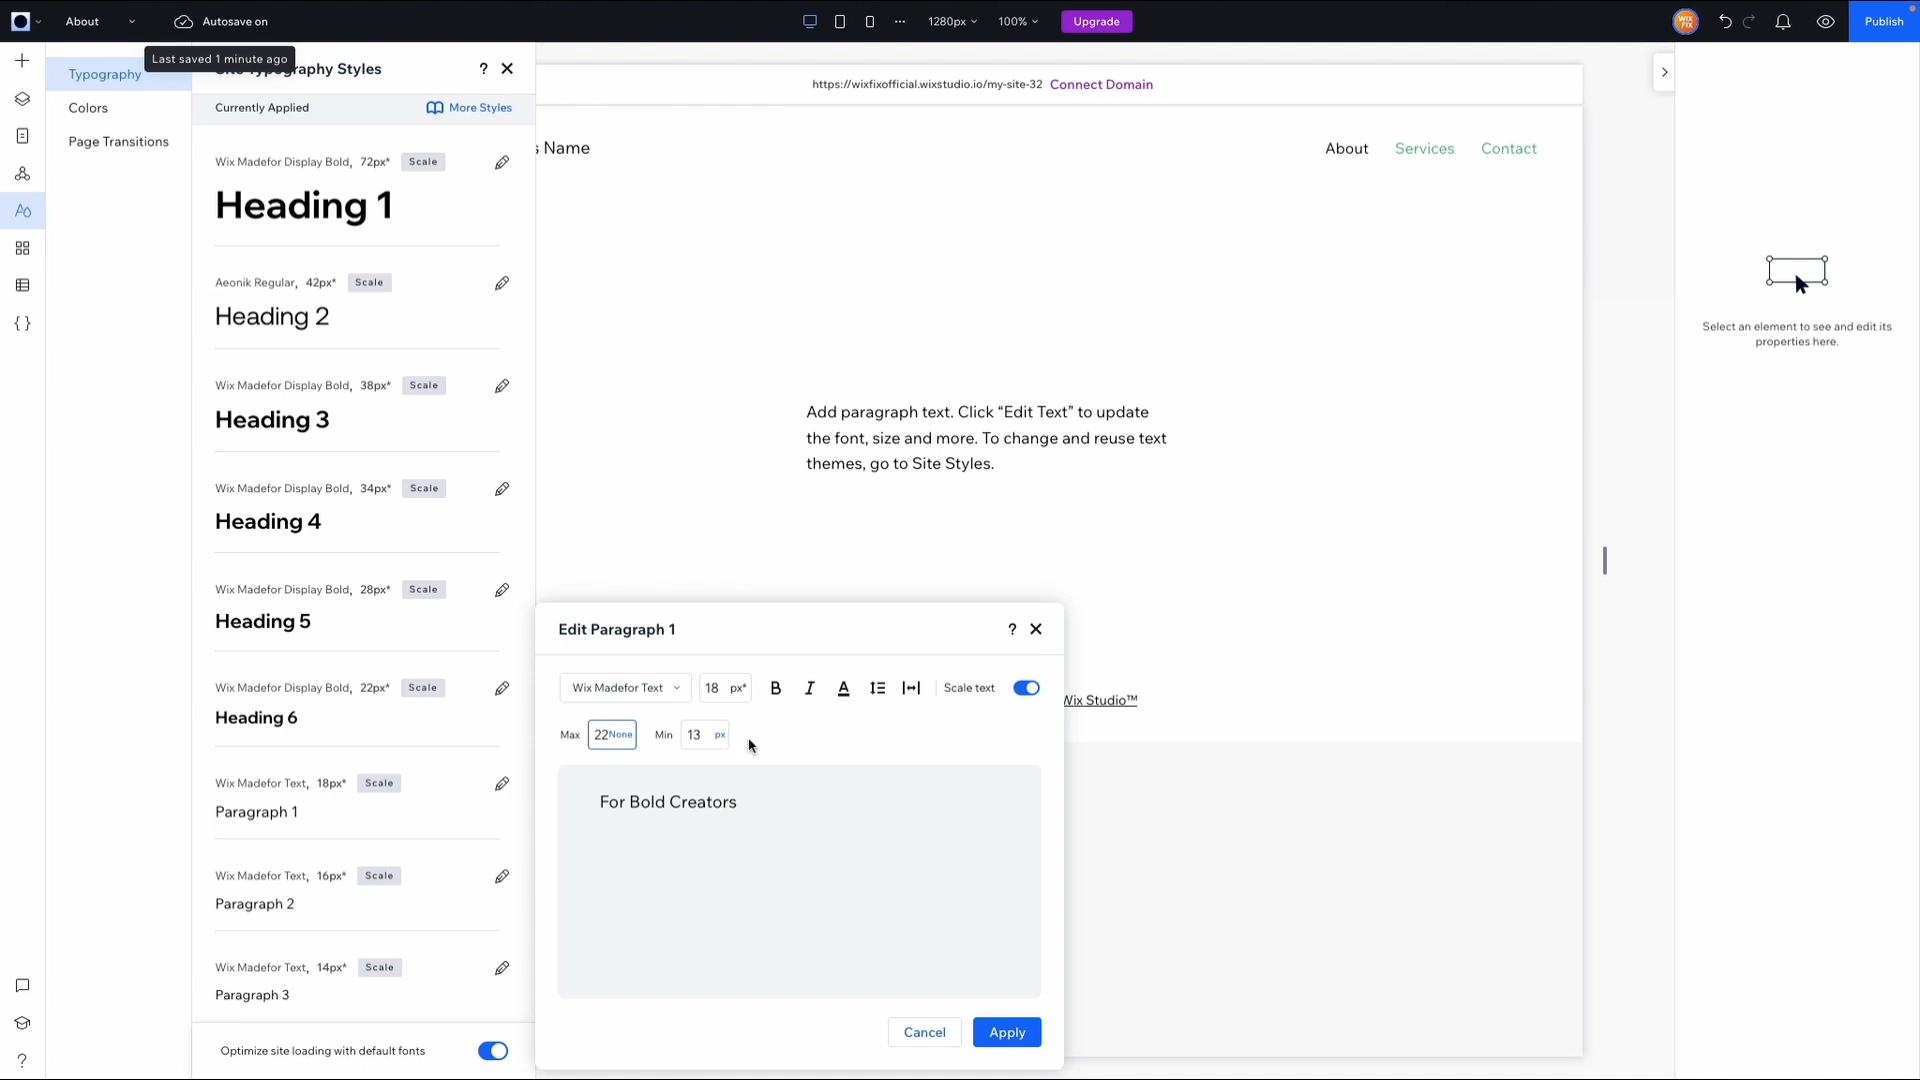 About
Autosave on
1280px
100%
Upgrade
WIX
FIX
Publish
Last saved 1 minute ago
Typography
Colors
Page Transitions
Typography Styles
?
Currently Applied
More Styles
Wix Madefor Display Bold, 72px* Scale
Heading 1
Aeonik Regular, 42px* Scale
Heading 2
Wix Madefor Display Bold, 38px* Scale
Heading 3
Wix Madefor Display Bold, 34px* Scale
Heading 4
Wix Madefor Display Bold, 28px* Scale
Heading 5
Wix Madefor Display Bold, 22px* Scale
Heading 6
Wix Madefor Text, 18px* Scale
Paragraph 1
Wix Madefor Text, 16px* Scale
Paragraph 2
Wix Madefor Text, 14px* Scale
Paragraph 3
Optimize site loading with default fonts
?
https://wixfixofficial.wixstudio.io/my-site-32 Connect Domain
s Name
About Services Contact
Add paragraph text. Click “Edit Text” to update
the font, size and more. To change and reuse text
themes, go to Site Styles.
Wix Studio™
Edit Paragraph 1
?
Wix Madefor Text 18 px* B I A Scale text
Max 22None Min 13 px
For Bold Creators
Cancel Apply
Select an element to see and edit its
properties here.